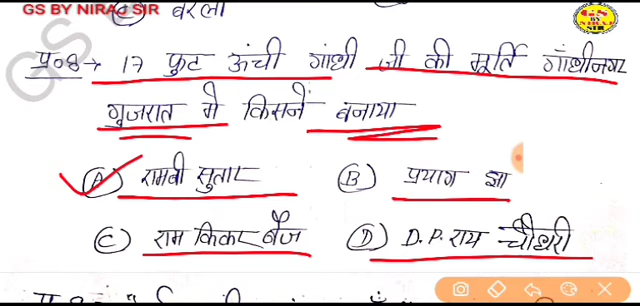 GS BY NIRAJ SIR
© बरला
प्र०8→ 17 फुट ऊंची गांधी जी की मूर्ति गाँधीनगर
गुजरात में किसने बनाया
(A) रामवी सुतार (B) प्रयाग झा
(C) राम किंकर बैज (D) D.P. राय चौधरी